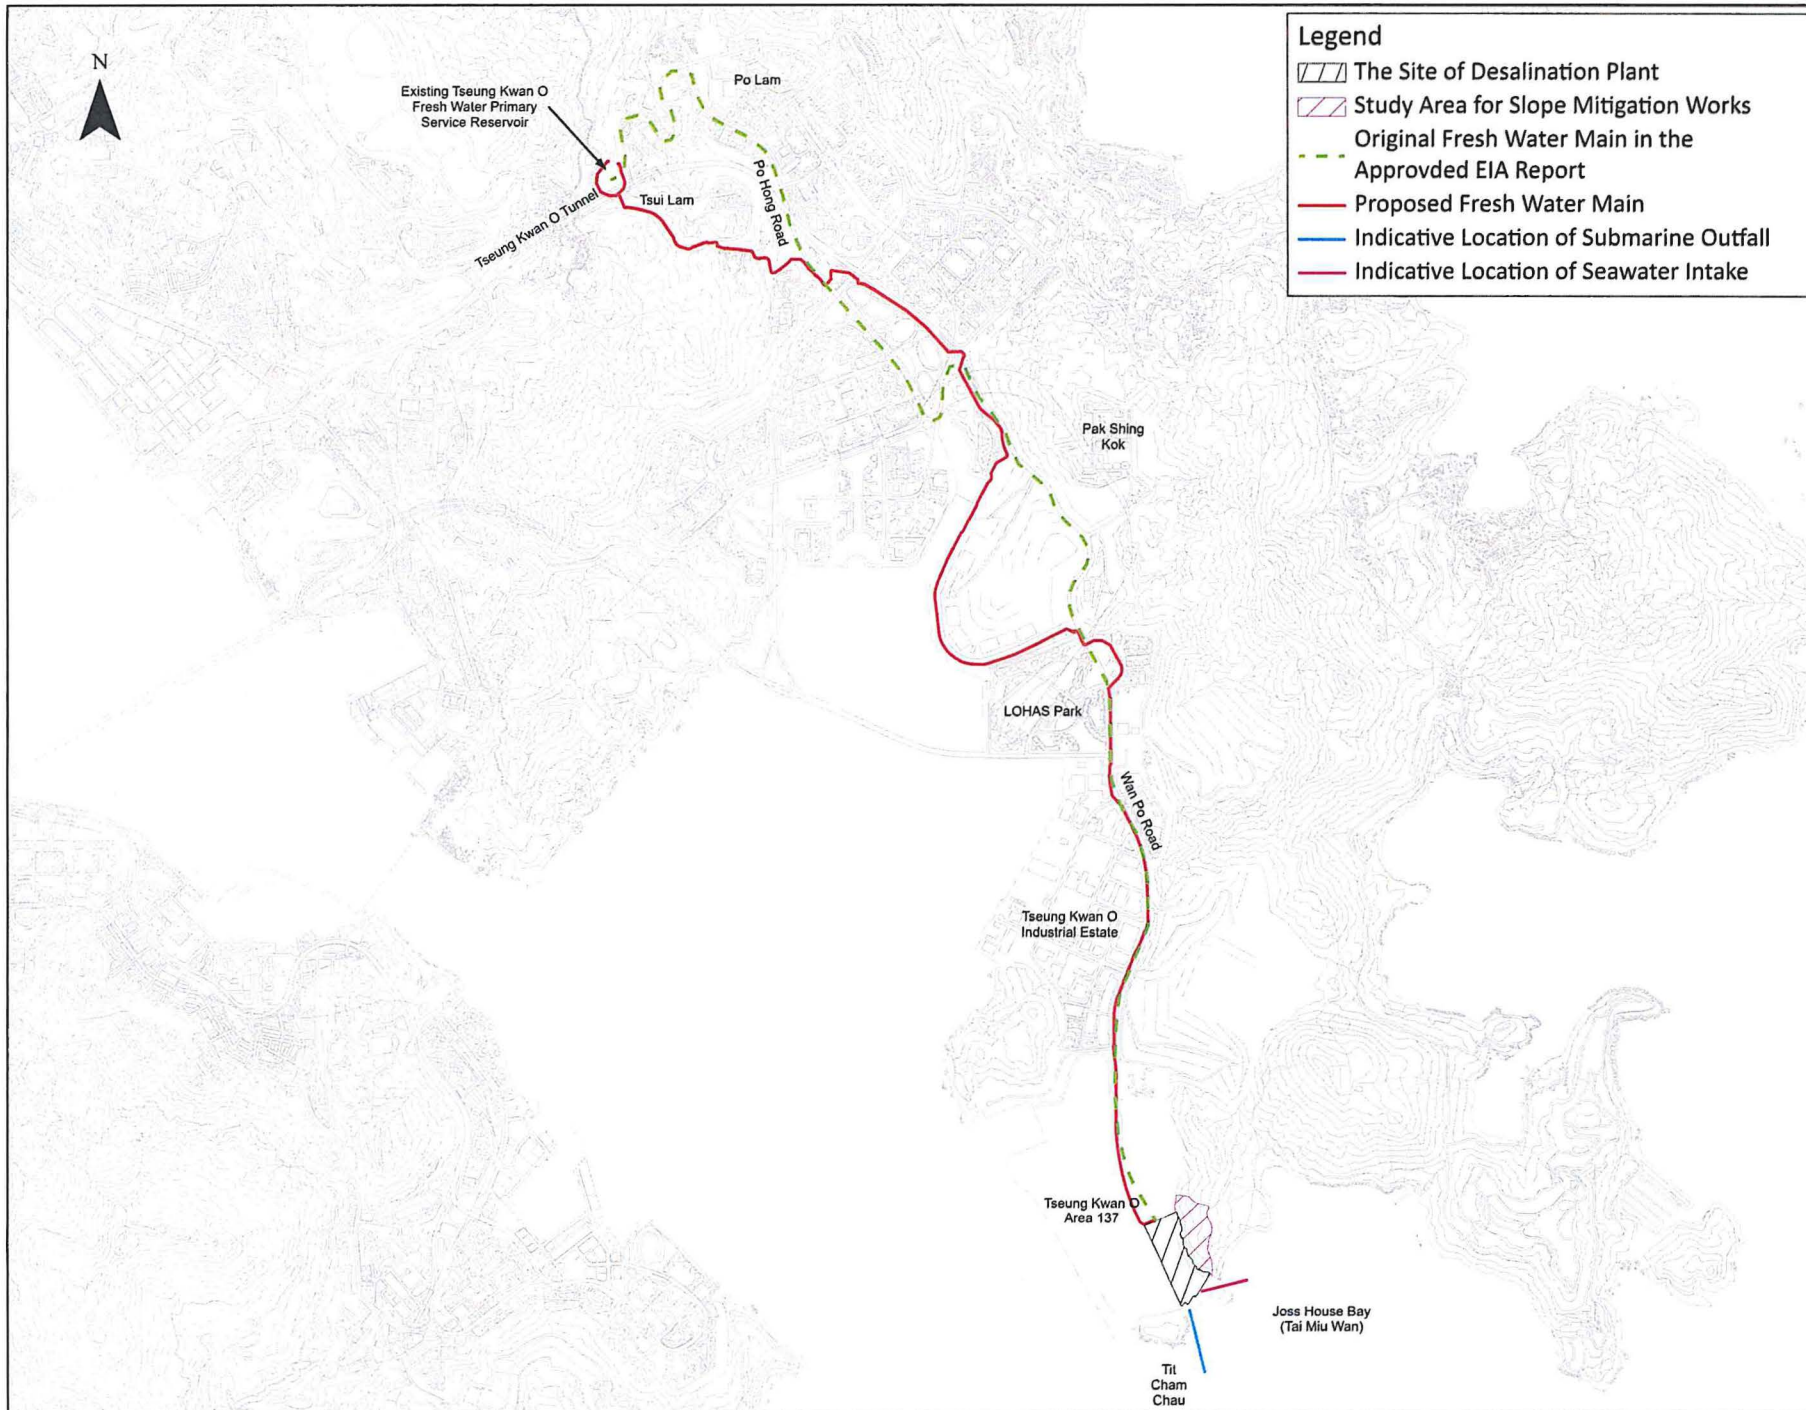 N
Existing Tseung Kwan O
Fresh Water Primary
Service Reservoir
Po Lam
Po Hong Road
Tsui Lam
Tseung Kwan O Tunnel
Pak Shing
Kok
LOHAS Park
Wan Po Road
Tseung Kwan O
Industrial Estate
Tseung Kwan O
Area 137
Joss House Bay
(Tai Miu Wan)
Tit
Cham
Chau
Legend
The Site of Desalination Plant
Study Area for Slope Mitigation Works
Original Fresh Water Main in the
Approvded EIA Report
Proposed Fresh Water Main
Indicative Location of Submarine Outfall
Indicative Location of Seawater Intake